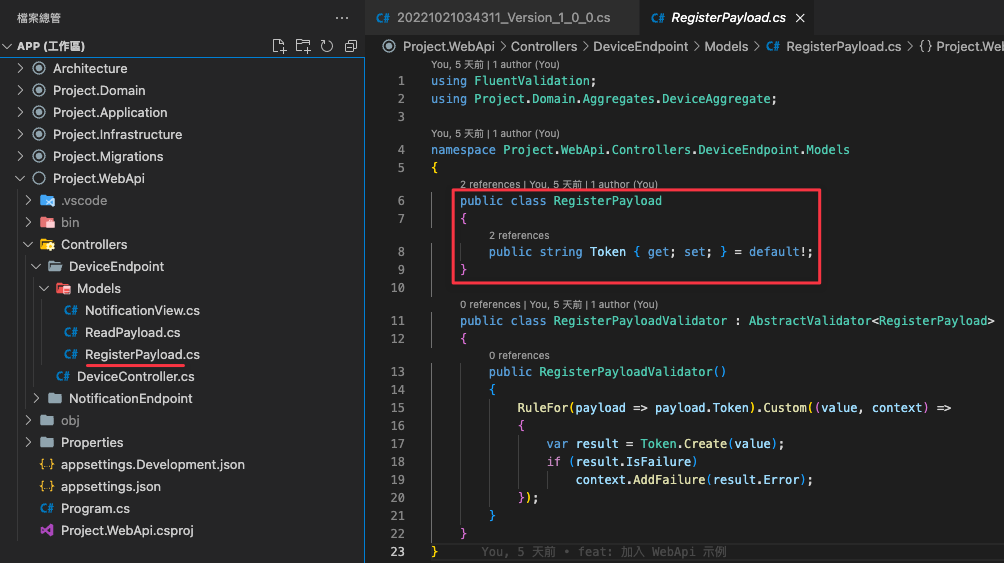 檔案總管
APP (工作區)
Architecture
Project.Domain
Project.Application
Project.Infrastructure
Project.Migrations
Project.WebApi
.vscode
bin
Controllers
DeviceEndpoint
Models
C# NotificationView.cs
C# ReadPayload.cs
C# RegisterPayload.cs
C# DeviceController.cs
NotificationEndpoint
obj
Properties
{..} appsettings.Development.json
{..} appsettings.json
C# Program.cs
Project.WebApi.csproj
C# 20221021034311_Version_1_0_0.cs
C# RegisterPayload.cs ×
Project.WebApi > Controllers > DeviceEndpoint > Models > C# RegisterPayload.cs > {} Project.We
You, 5 天前 | 1 author (You)
1 using FluentValidation;
2 using Project.Domain.Aggregates.DeviceAggregate;
3
You, 5 天前 | 1 author (You)
4 namespace Project.WebApi.Controllers.DeviceEndpoint.Models
5 {
2 references | You, 5 天前 | 1 author (You)
6 public class RegisterPayload
7 {
2 references
8 public string Token { get; set; } = default!;
9 }
10
0 references | You, 5 天前 | 1 author (You)
11 public class RegisterPayloadValidator : AbstractValidator<RegisterPayload>
12 {
0 references
13 public RegisterPayloadValidator()
14 {
15 RuleFor(payload => payload.Token).Custom((value, context) =>
16 {
17 var result = Token.Create(value);
18 if (result.IsFailure)
19 context.AddFailure(result.Error);
20 });
21 }
22 }
23 } You, 5 天前 • feat: 加入 WebApi 示例